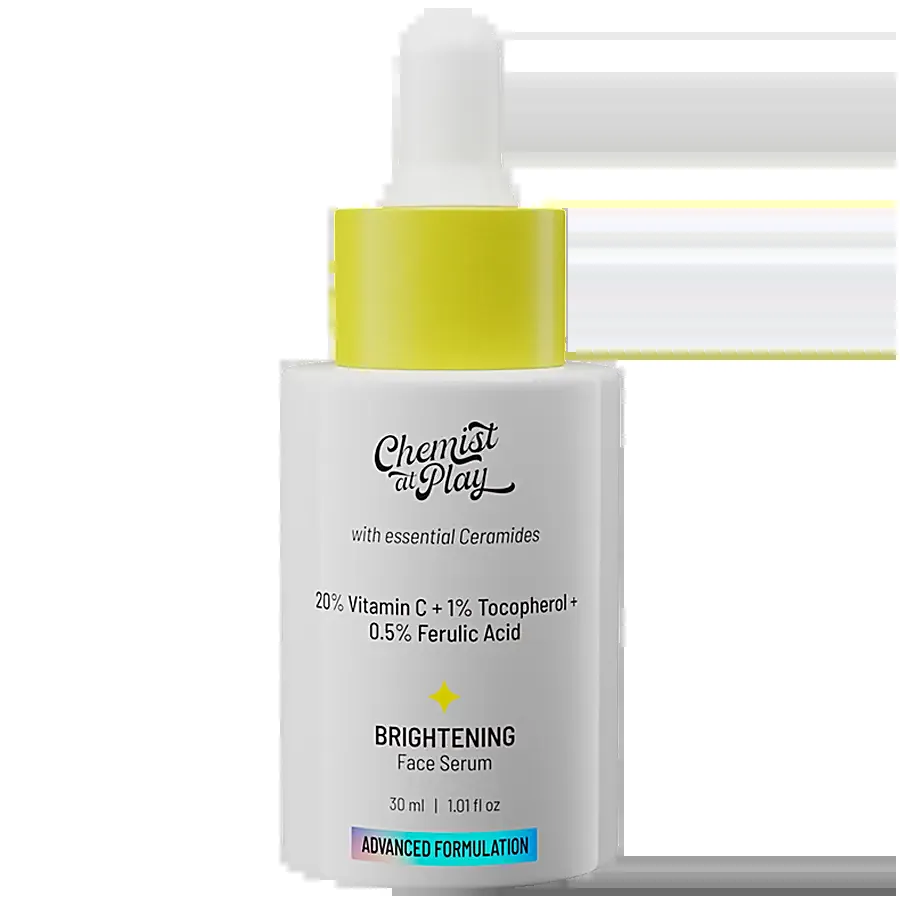 Chemist
at Play
with essential Ceramides
20% Vitamin C + 1% Tocopherol +
0.5% Ferulic Acid
BRIGHTENING
Face Serum
30 ml | 1.01 fl oz
ADVANCED FORMULATION